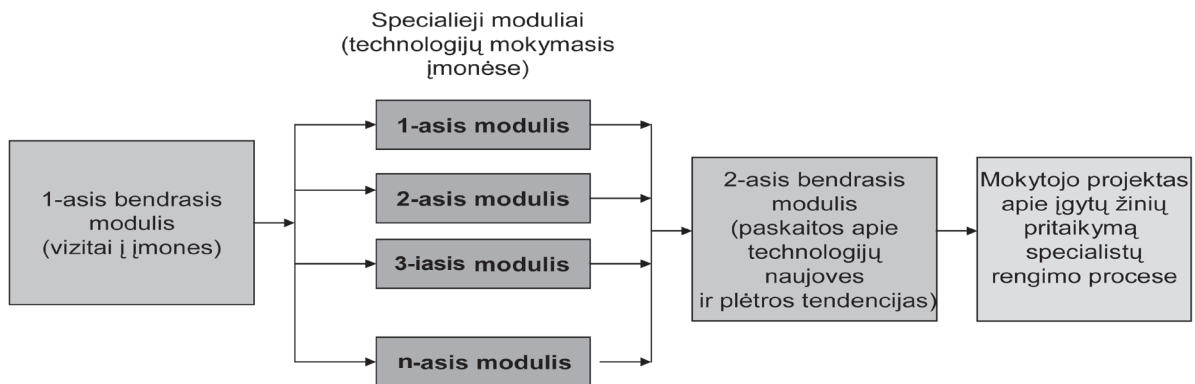 Specialieji moduliai
(technologijų mokymasis
įmonėse)
1-asis bendrasis
modulis
(vizitai į įmones)
1-asis modulis
2-asis modulis
3-iasis modulis
n-asis modulis
2-asis bendrasis
modulis
(paskaitos apie
technologijų
naujoves
ir plėtros tendencijas)
Mokytojo projektas
apie įgytų žinių
pritaikymą
specialistų
rengimo procese